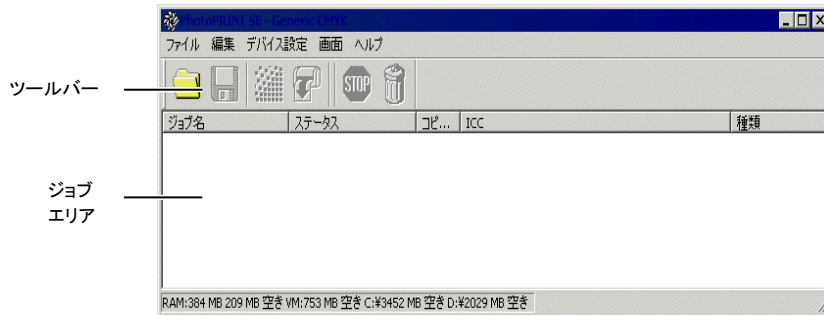 PhotoPRINT SE - Generic CMYK
ファイル 編集 デバイス設定 画面 ヘルプ
ツールバー
STOP
ジョブ名 ステータス コピ... ICC 種類
ジョブ
エリア
RAM:384 MB 209 MB 空き VM:753 MB 空き C:¥3452 MB 空き D:¥2029 MB 空き